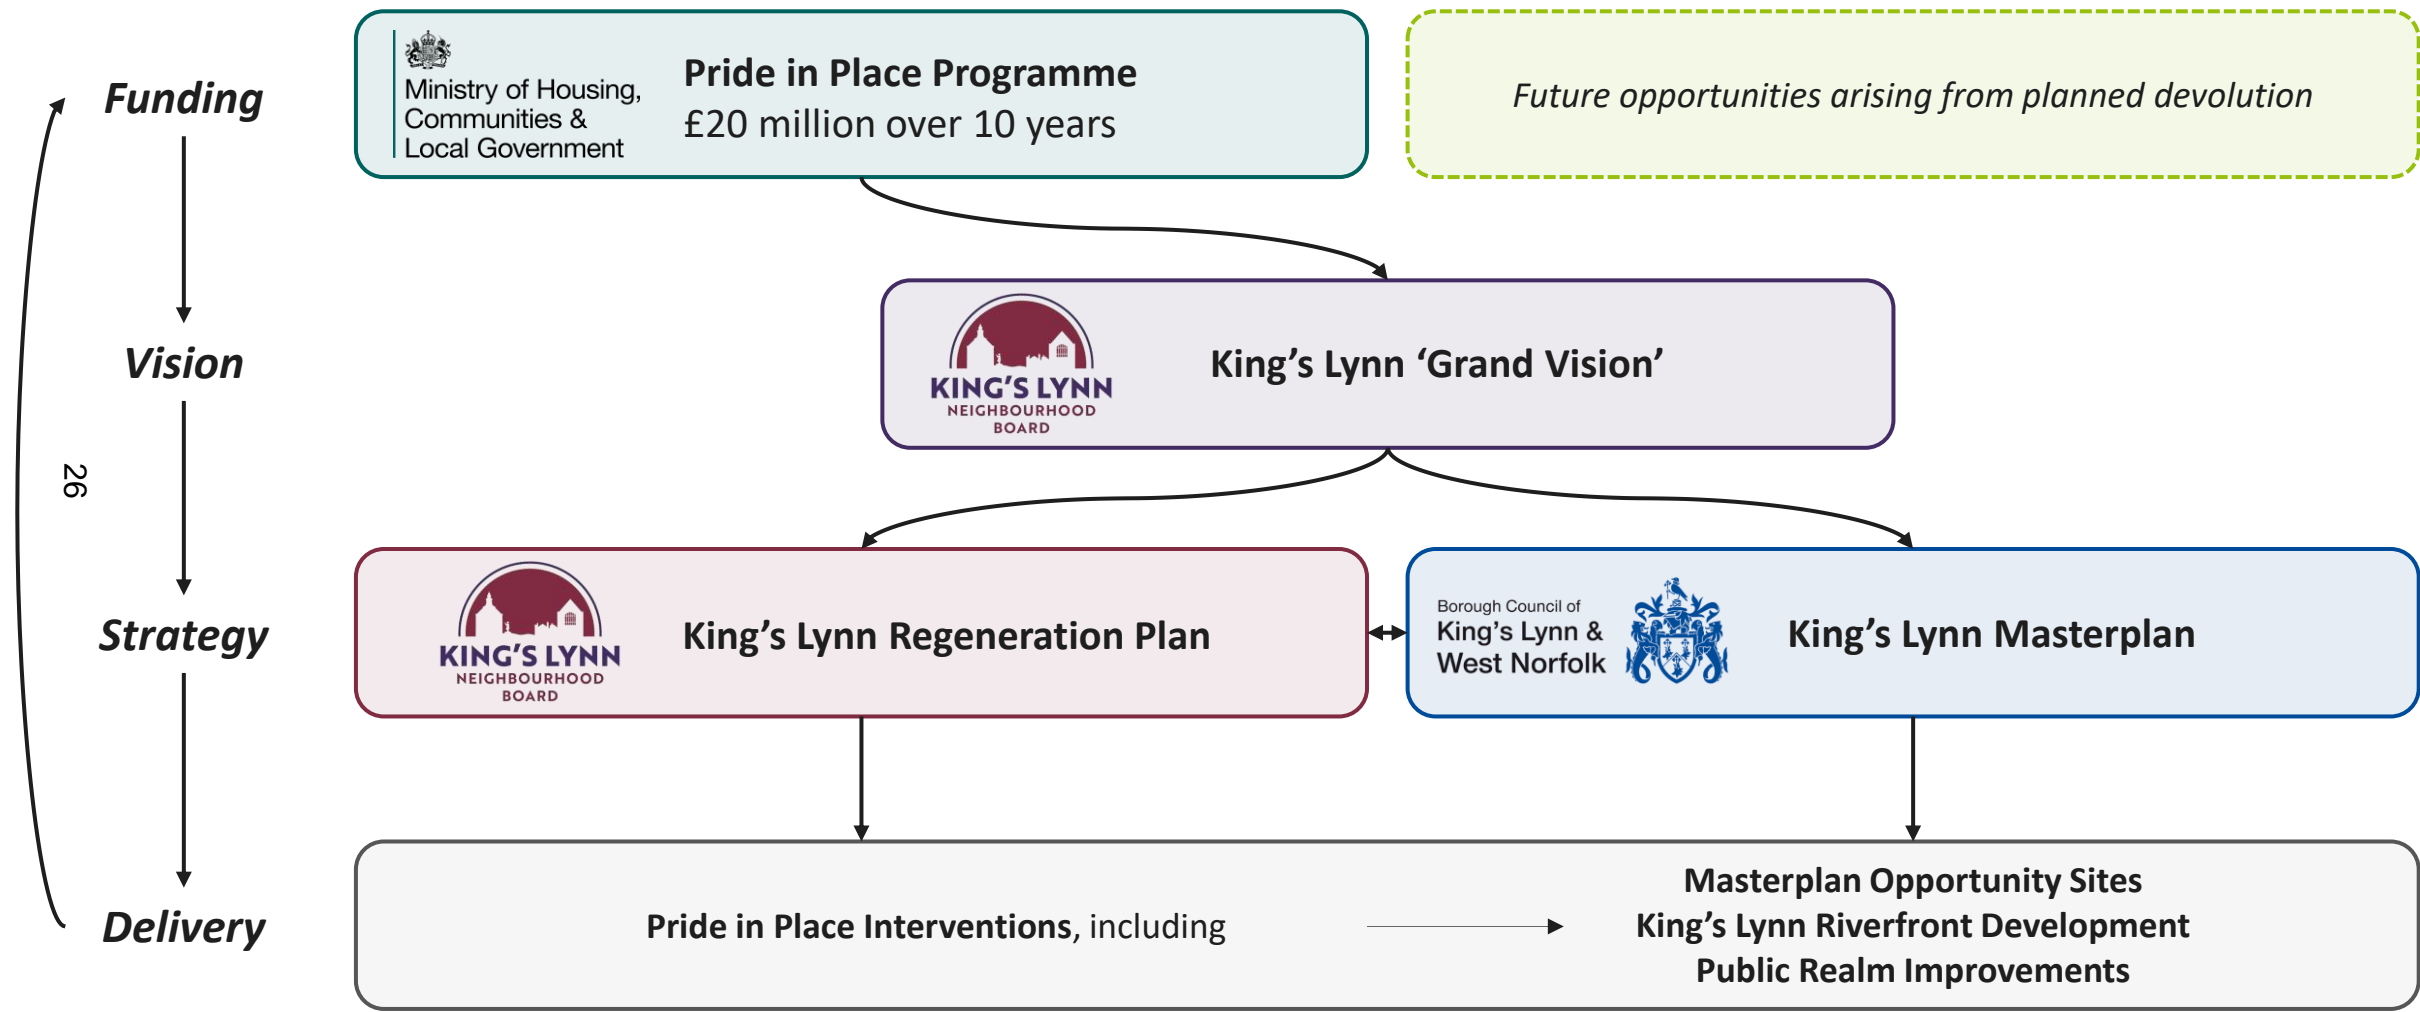 Funding
Ministry of Housing,
Communities &
Local Government
Pride in Place Programme
£20 million over 10 years
Future opportunities arising from planned devolution
Vision
KING'S LYNN
NEIGHBOURHOOD
BOARD
King’s Lynn ‘Grand Vision’
26
Strategy
KING'S LYNN
NEIGHBOURHOOD
BOARD
King’s Lynn Regeneration Plan
Borough Council of
King's Lynn &
West Norfolk
King’s Lynn Masterplan
Delivery
Pride in Place Interventions, including
Masterplan Opportunity Sites
King’s Lynn Riverfront Development
Public Realm Improvements